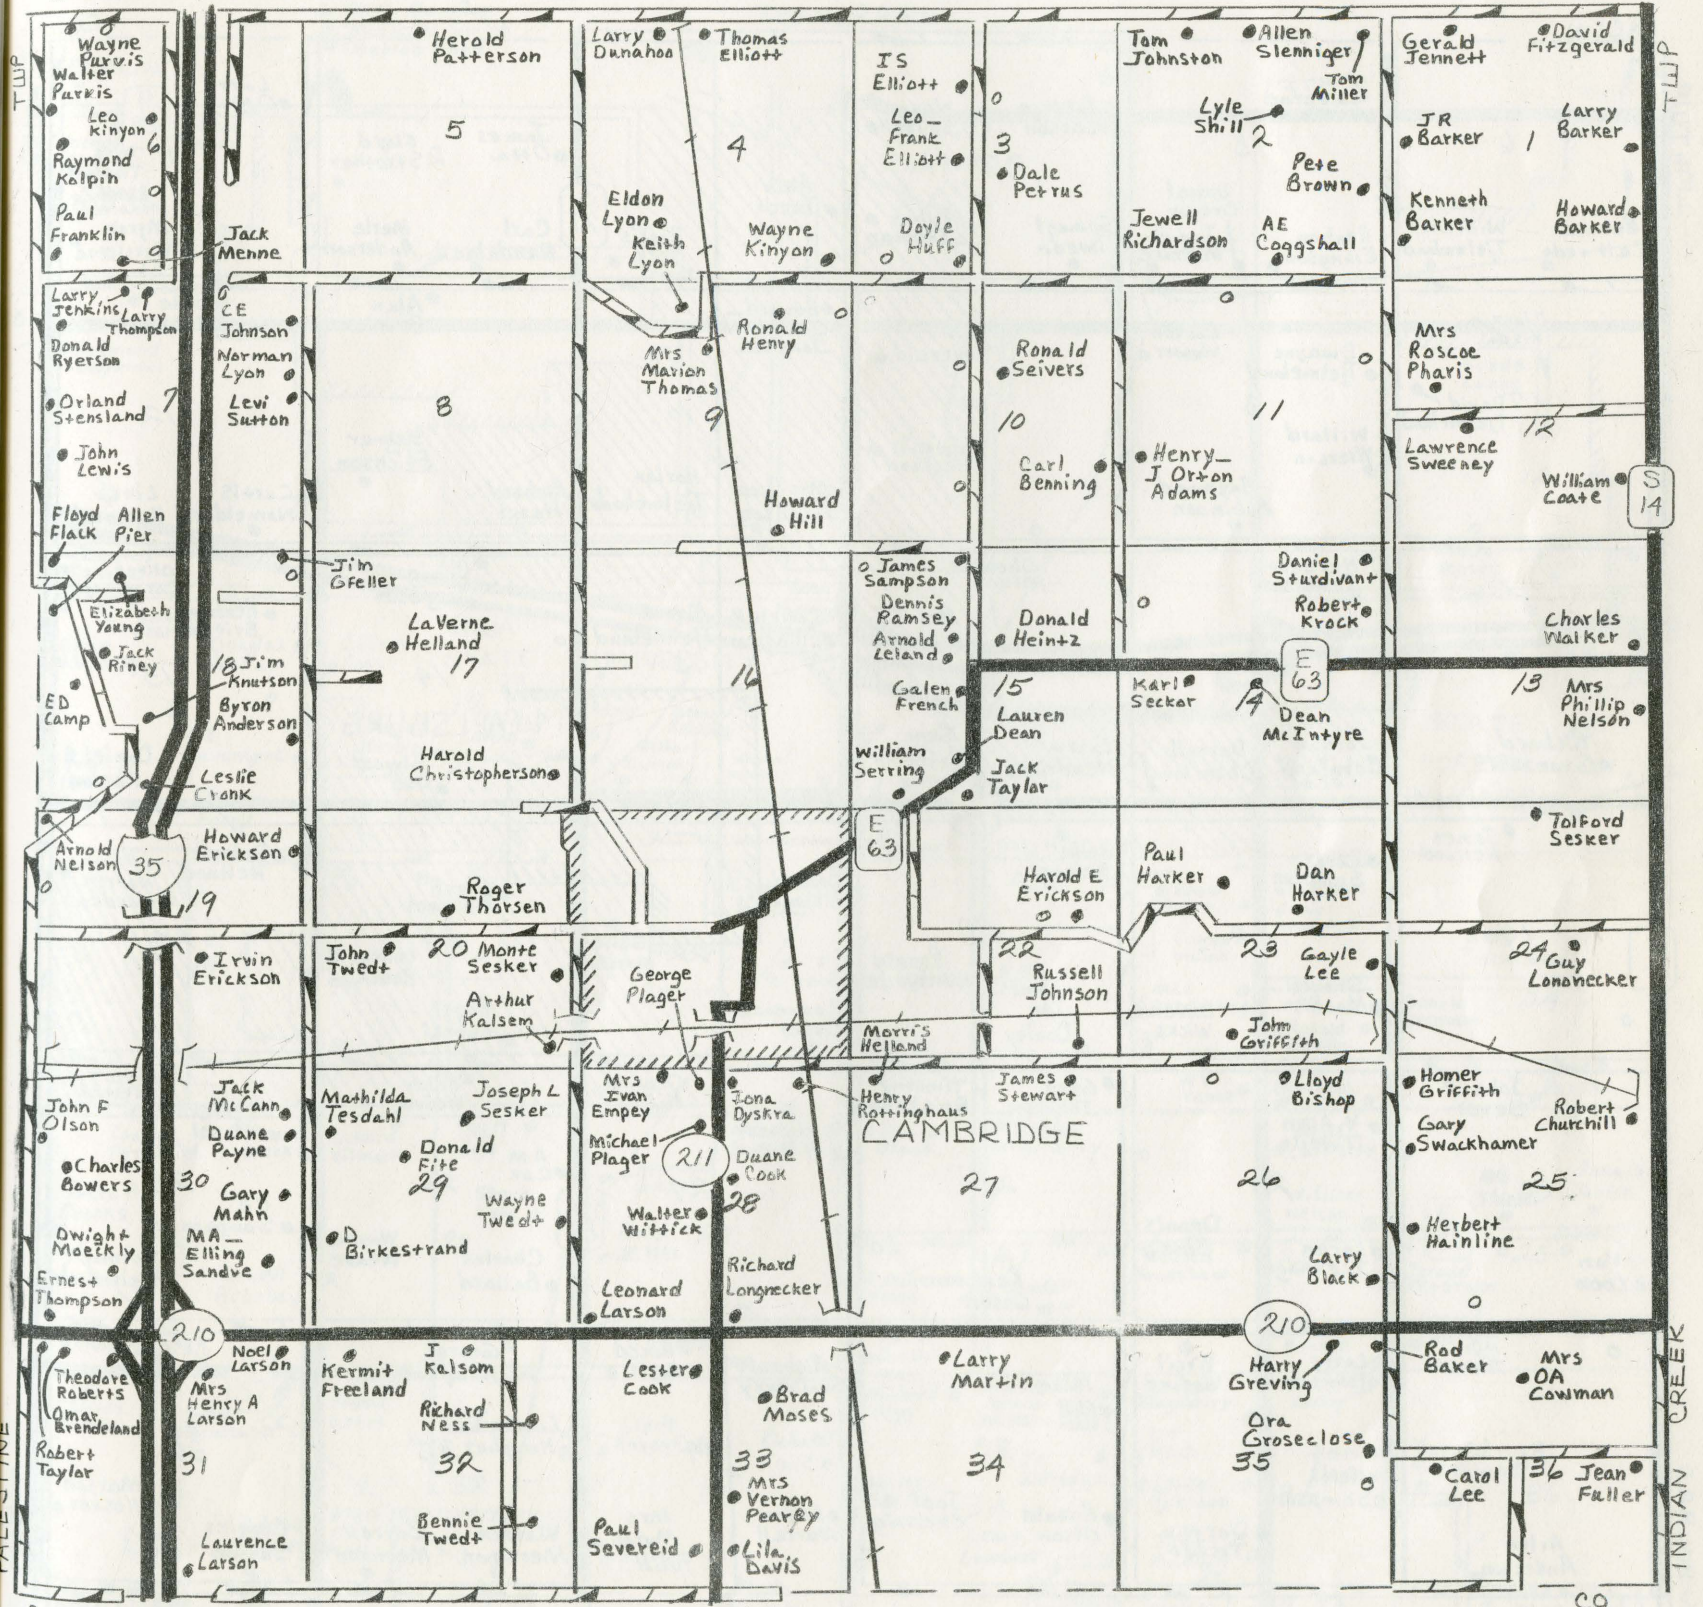 TWP
Wayne
Purvis
Walter
Purvis
Leo
Kinyon
6
Raymond
Kalpin
Paul
Franklin
Jack
Menne
Herold
Patterson
5
Larry
Dunahoo
Thomas
Elliott
4
Eldon
Lyon
Keith
Lyon
Wayne
Kinyon
IS
Elliott
Leo_
Frank
Elliott
Doyle
Huff
3
Dale
Petrus
Tom
Johnston
Allen
Slenniger
Tom
Miller
Lyle
Shill
2
Pete
Brown
Jewell
Richardson
AE
Coggshall
Gerald
Jennett
David
Fitzgerald
TWP
JR
Barker
1
Larry
Barker
Kenneth
Barker
Howard
Barker
Larry
Jenkins
Larry
Thompson
Donald
Ryerson
Orland
Stensland
7
John
Lewis
Floyd
Flack
Allen
Pier
CE
Johnson
Norman
Lyon
Levi
Sutton
8
Mrs
Marion
Thomas
Ronald
Henry
9
Howard
Hill
Ronald
Seivers
10
Carl
Benning
11
Henry_
J Orton
Adams
Mrs
Roscoe
Pharis
12
Lawrence
Sweeney
William
Coate
S
14
Jim
Gfeller
Elizabeth
Young
Jack
Riney
ED
Camp
18
Jim
Knutson
Byron
Anderson
Leslie
Cronk
LaVerne
Helland
17
Harold
Christopherson
16
James
Sampson
Dennis
Ramsey
Arnold
Leland
Galen
French
William
Serring
Donald
Heintz
15
Lauren
Dean
Jack
Taylor
Daniel
Sturdivant
Robert
Krock
E
63
Karl
Seckar
14
Dean
McIntyre
Charles
Walker
13
Mrs
Phillip
Nelson
Arnold
Nelson
35
Howard
Erickson
19
Roger
Thorsen
E
63
Harold E
Erickson
Paul
Harker
Dan
Harker
Tolford
Sesker
Irvin
Erickson
John
Twedt
20
Monte
Sesker
Arthur
Kalsem
George
Plager
22
Russell
Johnson
23
Gayle
Lee
John
Griffith
24
Guy
Lononecker
Morris
Helland
John F
Olson
Charles
Bowers
Dwight
Moeckly
Ernest
Thompson
Jack
McCann
Duane
Payne
30
Gary
Mahn
MA_
Elling
Sandve
Mathilda
Tesdahl
Joseph L
Sesker
Donald
Fite
29
Wayne
Twedt
D
Birkestrand
Mrs
Ivan
Empey
Michael
Plager
211
Walter
Wittick
Leonard
Larson
Iona
Dyskra
Duane
Cook
28
Richard
Longnecker
Henry
Rottinghaus
CAMBRIDGE
27
James
Stewart
Lloyd
Bishop
26
Larry
Black
Homer
Griffith
Gary
Swackhamer
Robert
Churchill
25
Herbert
Hainline
210
210
Theodore
Roberts
Omar
Brendeland
Robert
Taylor
Noel
Larson
Mrs
Henry A
Larson
31
Laurence
Larson
Kermit
Freeland
J
Kalsom
Richard
Ness
32
Bennie
Twedt
Lester
Cook
Brad
Moses
33
Mrs
Vernon
Peargy
Paul
Severeid
Lila
Davis
Larry
Martin
34
Harry
Greving
Rod
Baker
Ora
Groseclose
35
Mrs
OA
Cowman
Carol
Lee
36
Jean
Fuller
INDIAN CREEK
CO